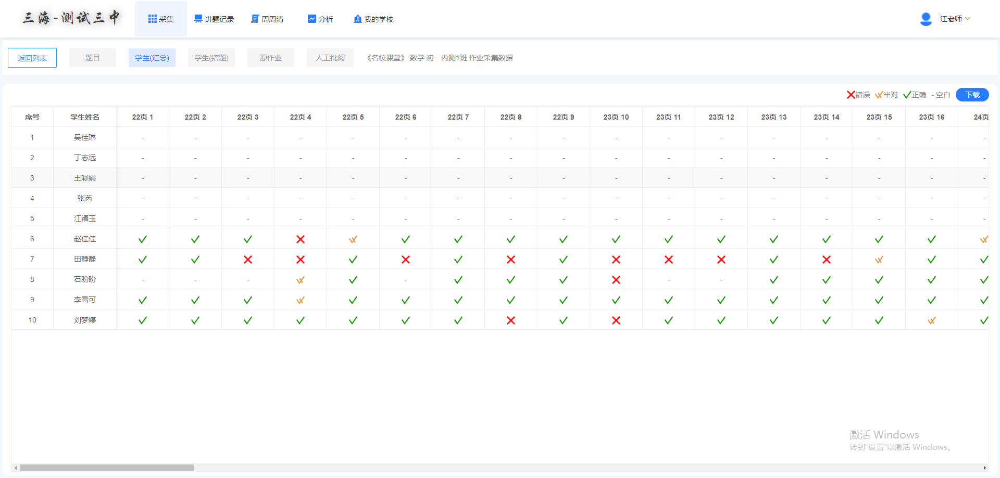 三海-测试三中 采集 讲题记录 周周清 分析 我的学校 汪老师
返回列表 题目 学生(汇总) 学生(错题) 原作业 人工批阅 《名校课堂》 数学 初一内测1班 作业采集数据
错误 半对 正确 - 空白 下载
序号 学生姓名 22页 1 22页 2 22页 3 22页 4 22页 5 22页 6 22页 7 22页 8 22页 9 23页 10 23页 11 23页 12 23页 13 23页 14 23页 15 23页 16 24页
1 吴佳琳 - - - - - - - - - - - - - - - - -
2 丁志远 - - - - - - - - - - - - - - - - -
3 王彩娟 - - - - - - - - - - - - - - - - -
4 张芮 - - - - - - - - - - - - - - - - -
5 江福玉 - - - - - - - - - - - - - - - - -
6 赵佳佳
7 田静静
8 石盼盼 - - - - - -
9 李雪可
10 刘梦婷
激活 Windows
转到“设置”以激活 Windows。